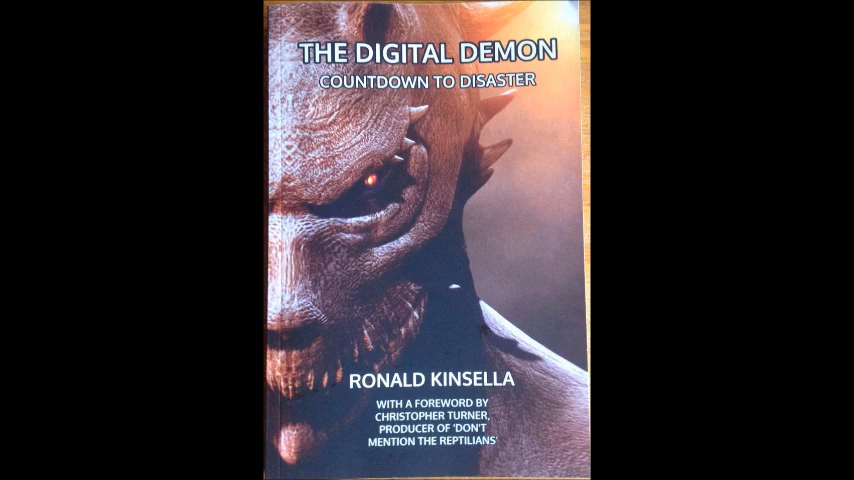 THE DIGITAL DEMON
COUNTDOWN TO DISASTER
RONALD KINSELLA
WITH A FOREWORD BY
CHRISTOPHER TURNER,
PRODUCER OF 'DON'T
MENTION THE REPTILIANS'